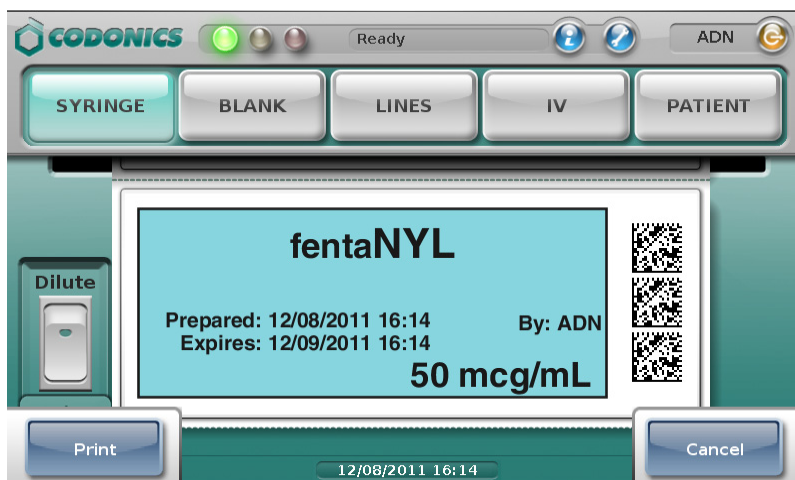 CODONICS Ready ADN
SYRINGE BLANK LINES IV PATIENT
fentaNYL
Dilute
Prepared: 12/08/2011 16:14 By: ADN
Expires: 12/09/2011 16:14
50 mcg/mL
Print Cancel
12/08/2011 16:14